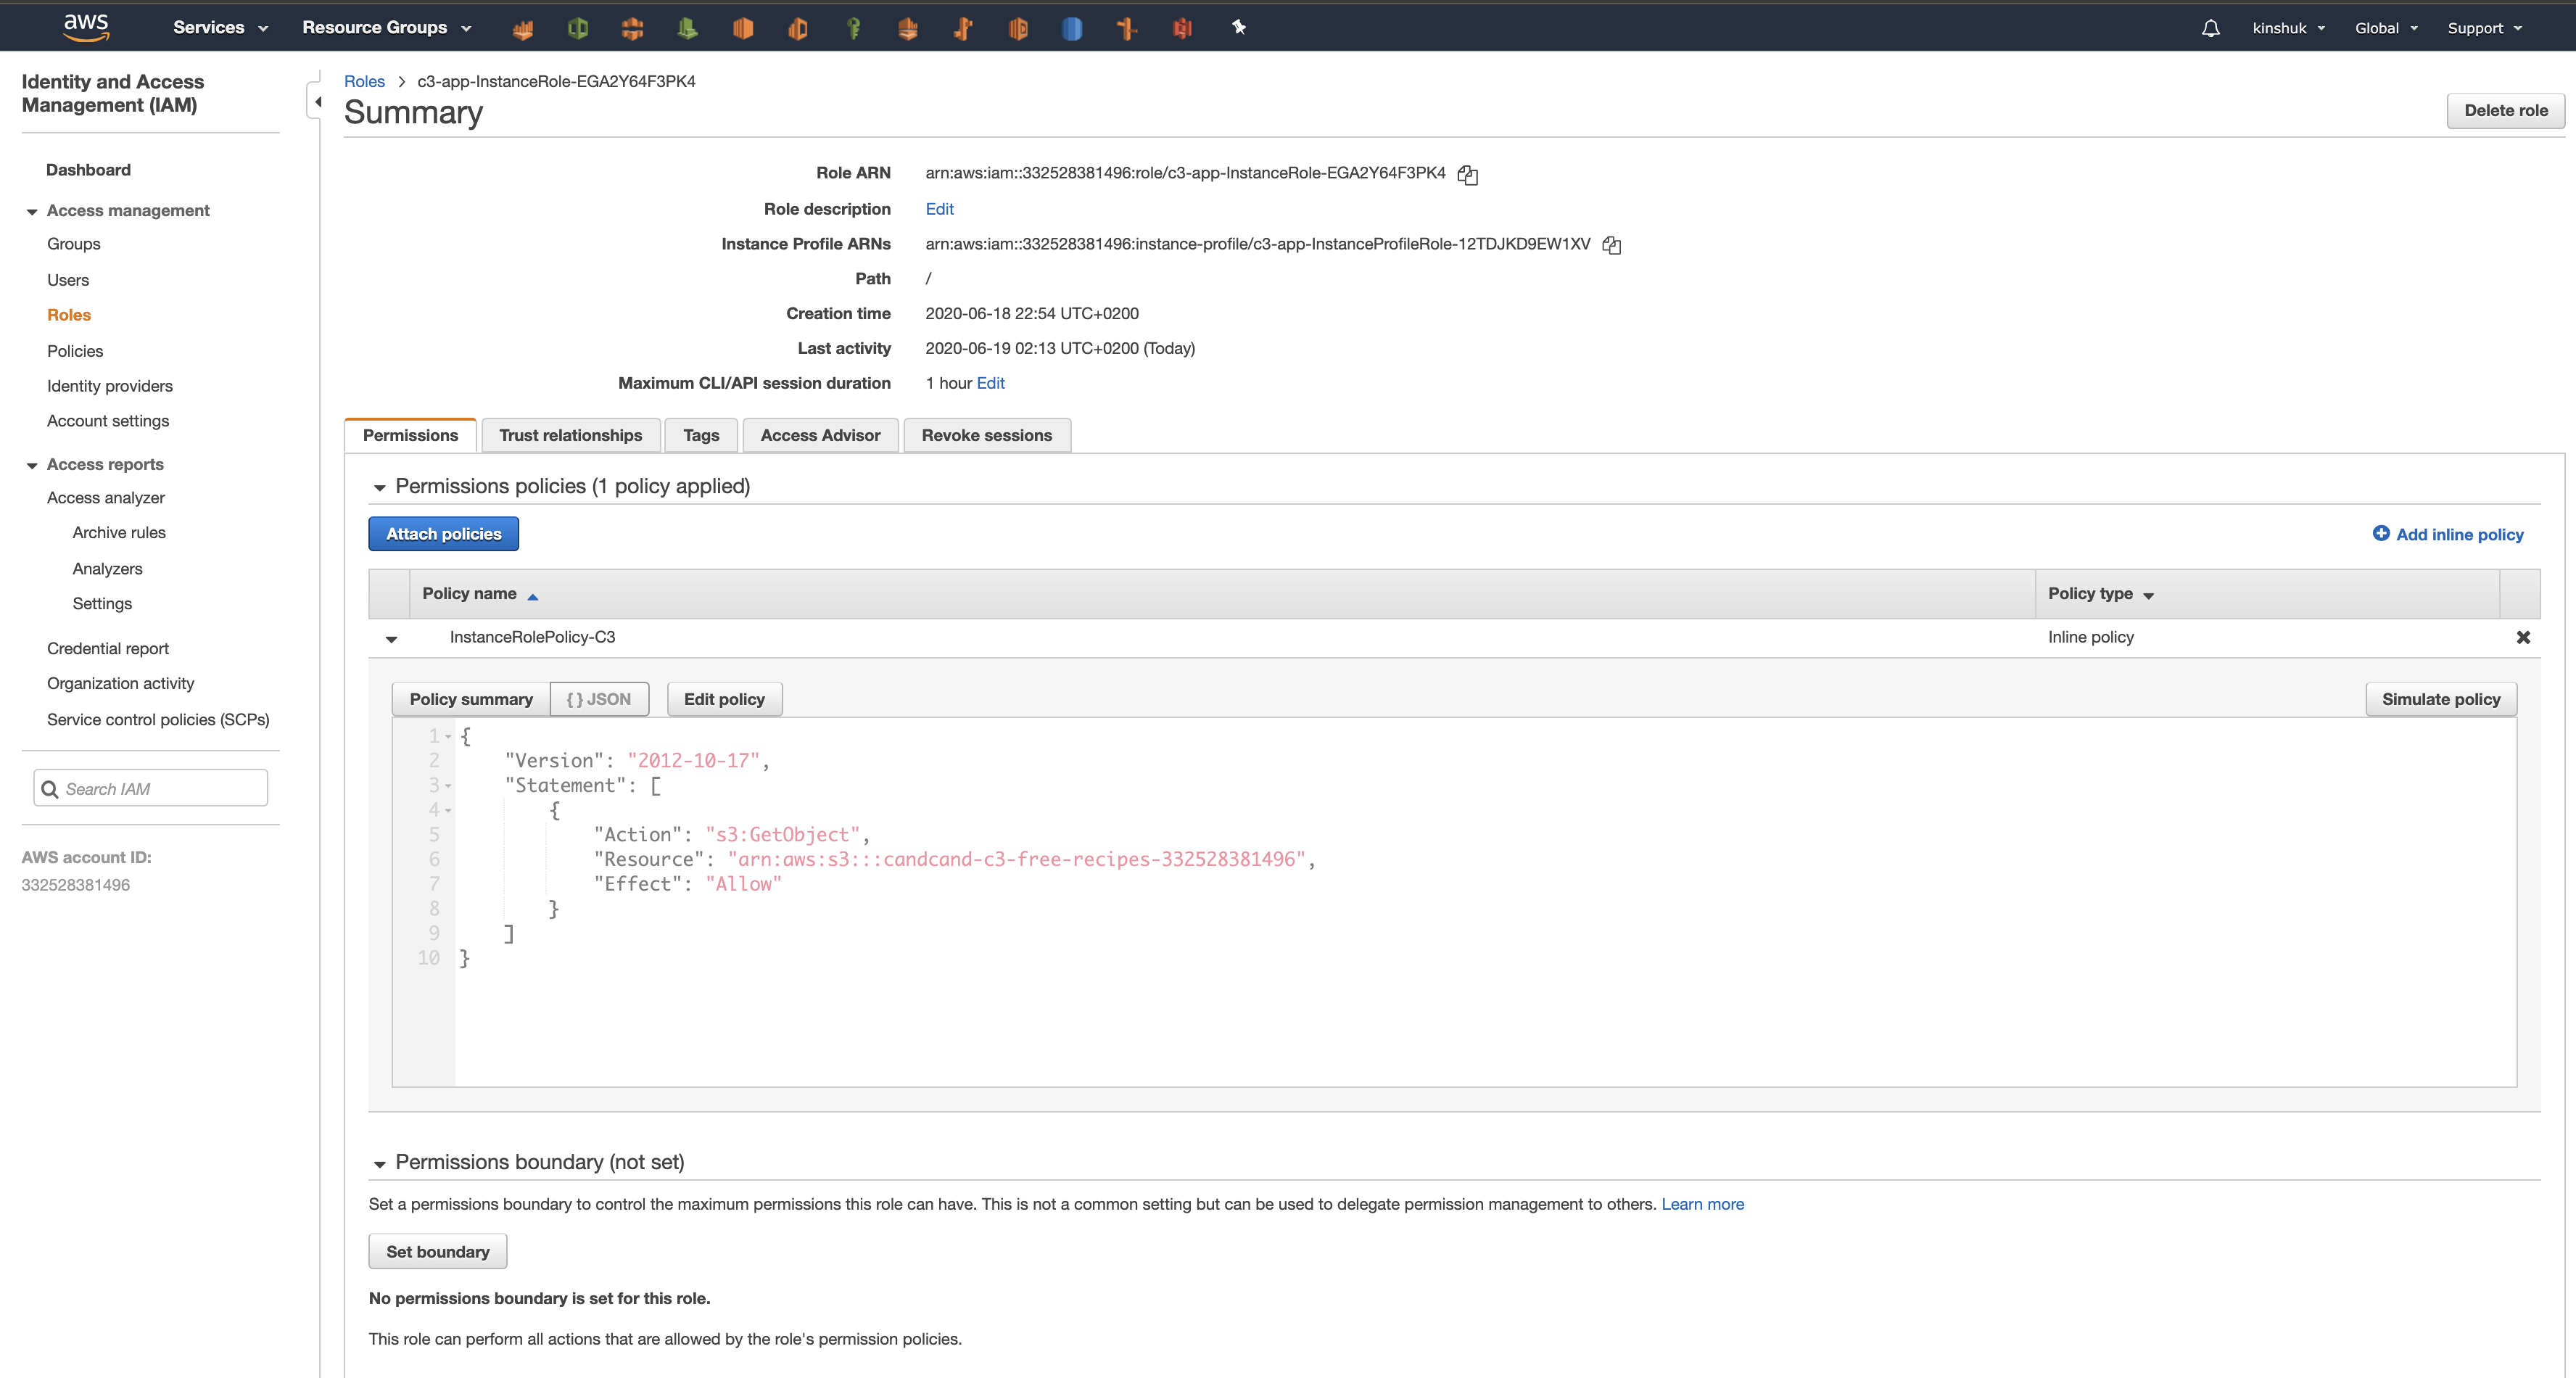 aws
Services
Resource Groups
kinshuk
Global
Support
Identity and Access
Management (IAM)
Dashboard
Access management
Groups
Users
Roles
Policies
Identity providers
Account settings
Access reports
Access analyzer
Archive rules
Analyzers
Settings
Credential report
Organization activity
Service control policies (SCPs)
Search IAM
AWS account ID:
332528381496
Roles > c3-app-InstanceRole-EGA2Y64F3PK4
Summary
Delete role
Role ARN arn:aws:iam::332528381496:role/c3-app-InstanceRole-EGA2Y64F3PK4
Role description Edit
Instance Profile ARNs arn:aws:iam::332528381496:instance-profile/c3-app-InstanceProfileRole-12TDJKD9EW1XV
Path /
Creation time 2020-06-18 22:54 UTC+0200
Last activity 2020-06-19 02:13 UTC+0200 (Today)
Maximum CLI/API session duration 1 hour Edit
Permissions
Trust relationships
Tags
Access Advisor
Revoke sessions
Permissions policies (1 policy applied)
Attach policies
Add inline policy
Policy name
Policy type
InstanceRolePolicy-C3
Inline policy
Policy summary
{ } JSON
Edit policy
Simulate policy
1 {
2 "Version": "2012-10-17",
3 "Statement": [
4 {
5 "Action": "s3:GetObject",
6 "Resource": "arn:aws:s3:::candcand-c3-free-recipes-332528381496",
7 "Effect": "Allow"
8 }
9 ]
10 }
Permissions boundary (not set)
Set a permissions boundary to control the maximum permissions this role can have. This is not a common setting but can be used to delegate permission management to others. Learn more
Set boundary
No permissions boundary is set for this role.
This role can perform all actions that are allowed by the role's permission policies.